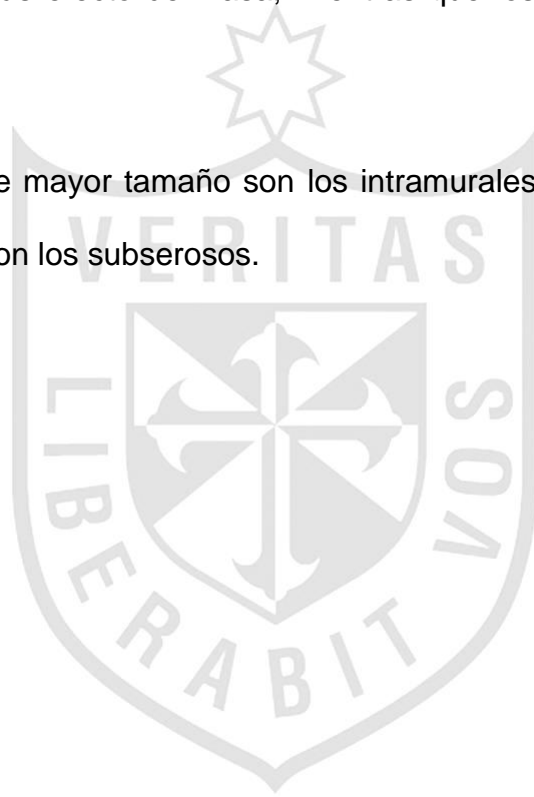 e mayor tamaño son los intramurales
on los subserosos.
VERITAS
LIBERABIT
VOS